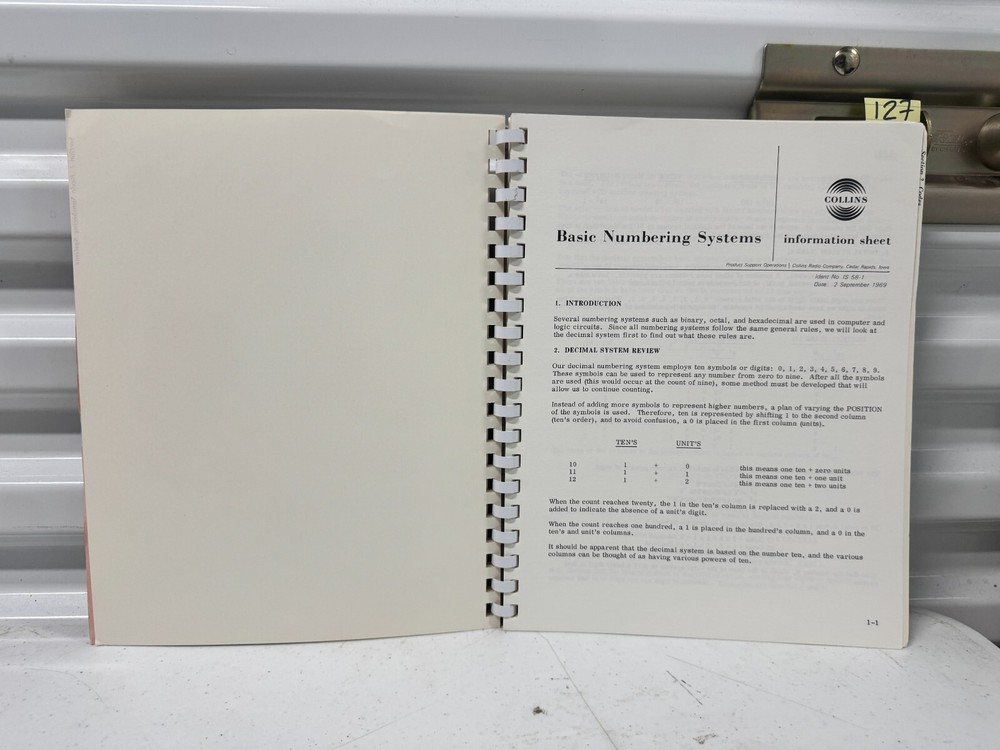 127
COLLINS
Basic Numbering Systems
information sheet
Product Support Operations | Collins Radio Company, Cedar Rapids, Iowa
Ident No IS-58-1
Date: 2 September 1969
1. INTRODUCTION
Several numbering systems such as binary, octal, and hexadecimal are used in computer and
logic circuits. Since all numbering systems follow the same general rules, we will look at
the decimal system first to find out what these rules are.
2. DECIMAL SYSTEM REVIEW
Our decimal numbering system employs ten symbols or digits: 0, 1, 2, 3, 4, 5, 6, 7, 8, 9.
These symbols can be used to represent any number from zero to nine. After all the symbols
are used (this would occur at the count of nine), some method must be developed that will
allow us to continue counting.
Instead of adding more symbols to represent higher numbers, a plan of varying the POSITION
of the symbols is used. Therefore, ten is represented by shifting 1 to the second column
(ten's order), and to avoid confusion, a 0 is placed in the first column (units).
TEN'S UNIT'S
10 1 + 0 this means one ten + zero units
11 1 + 1 this means one ten + one unit
12 1 + 2 this means one ten + two units
When the count reaches twenty, the 1 in the ten's column is replaced with a 2, and a 0 is
added to indicate the absence of a unit's digit.
When the count reaches one hundred, a 1 is placed in the hundred's column, and a 0 in the
ten's and unit's columns.
It should be apparent that the decimal system is based on the number ten, and the various
columns can be thought of as having various powers of ten.
1-1